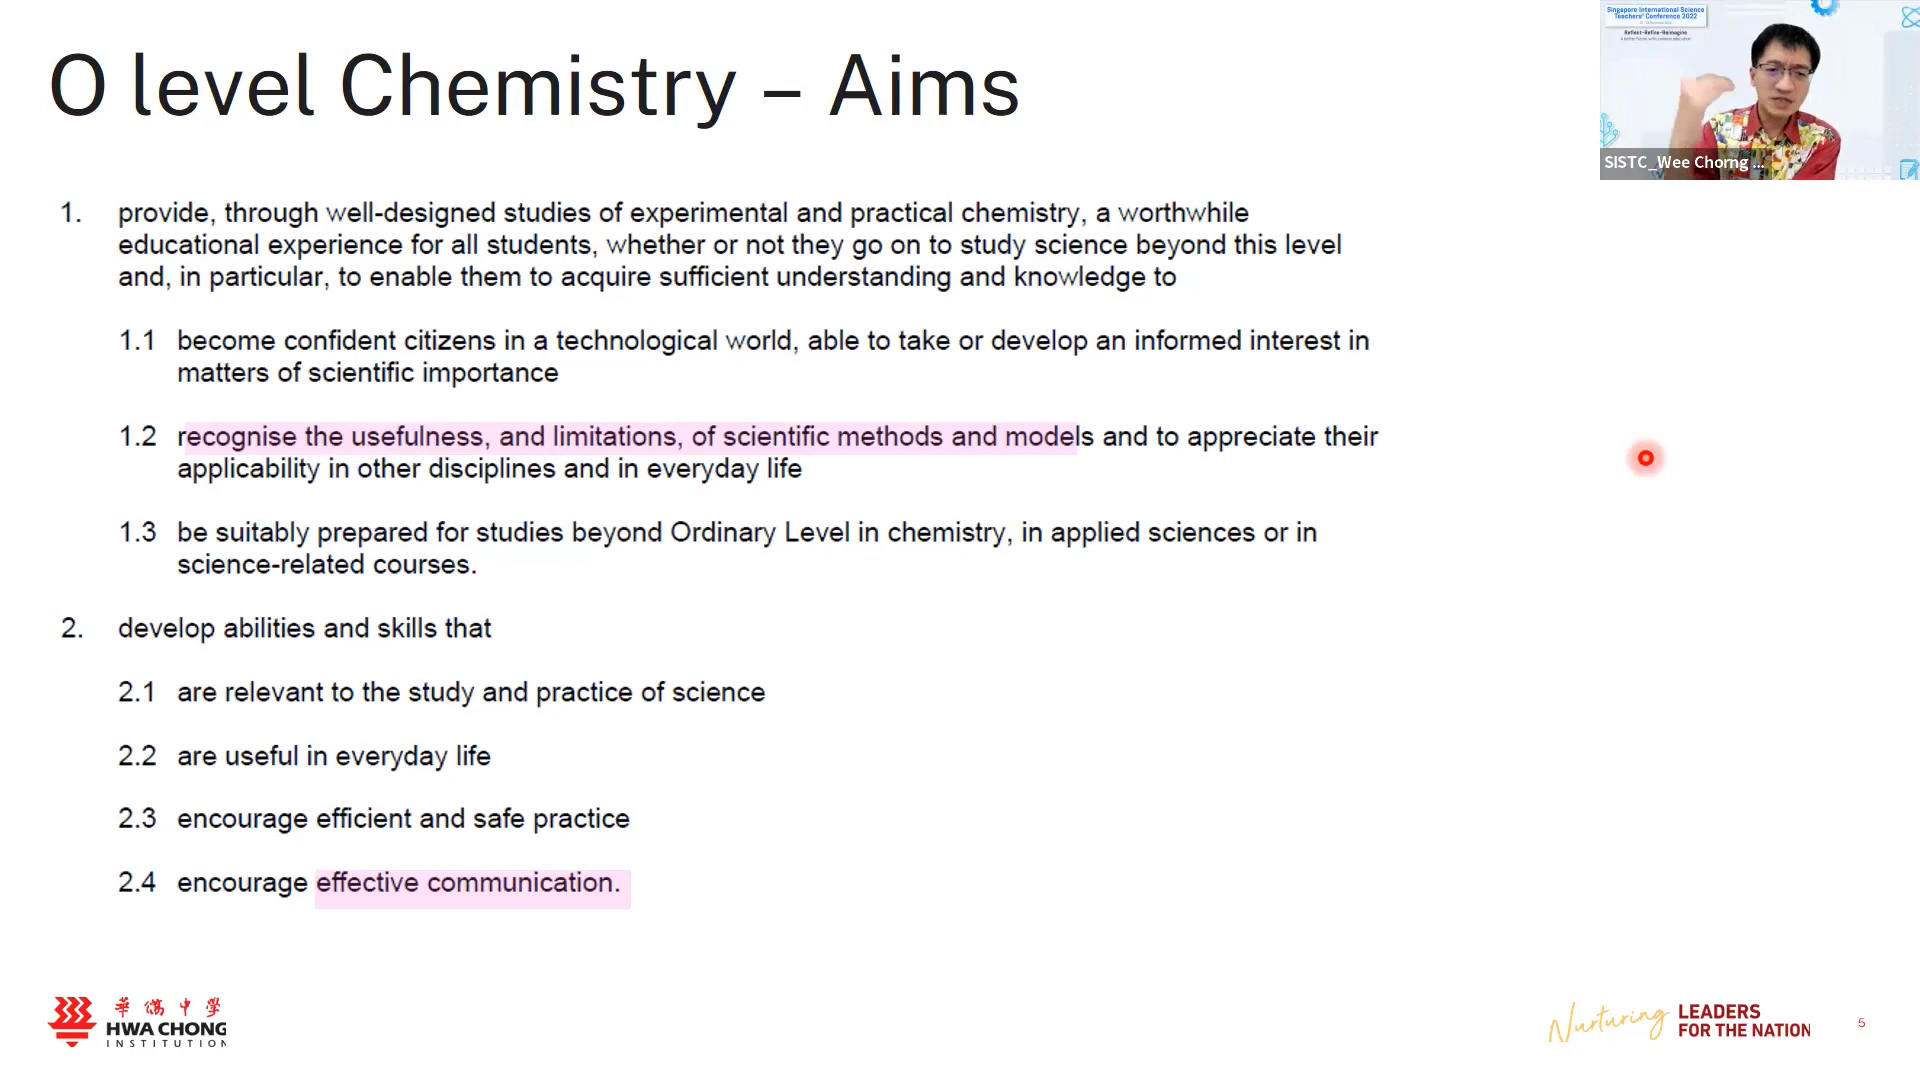 O level Chemistry – Aims
Singapore International Science
Teachers' Conference 2022
Reflect-Refine-Reimagine
SISTC_Wee Chorng ...
1. provide, through well-designed studies of experimental and practical chemistry, a worthwhile
educational experience for all students, whether or not they go on to study science beyond this level
and, in particular, to enable them to acquire sufficient understanding and knowledge to
1.1 become confident citizens in a technological world, able to take or develop an informed interest in
matters of scientific importance
1.2 recognise the usefulness, and limitations, of scientific methods and models and to appreciate their
applicability in other disciplines and in everyday life
1.3 be suitably prepared for studies beyond Ordinary Level in chemistry, in applied sciences or in
science-related courses.
2. develop abilities and skills that
2.1 are relevant to the study and practice of science
2.2 are useful in everyday life
2.3 encourage efficient and safe practice
2.4 encourage effective communication.
華僑中學
HWA CHONG
INSTITUTION
Nurturing LEADERS
FOR THE NATION
5